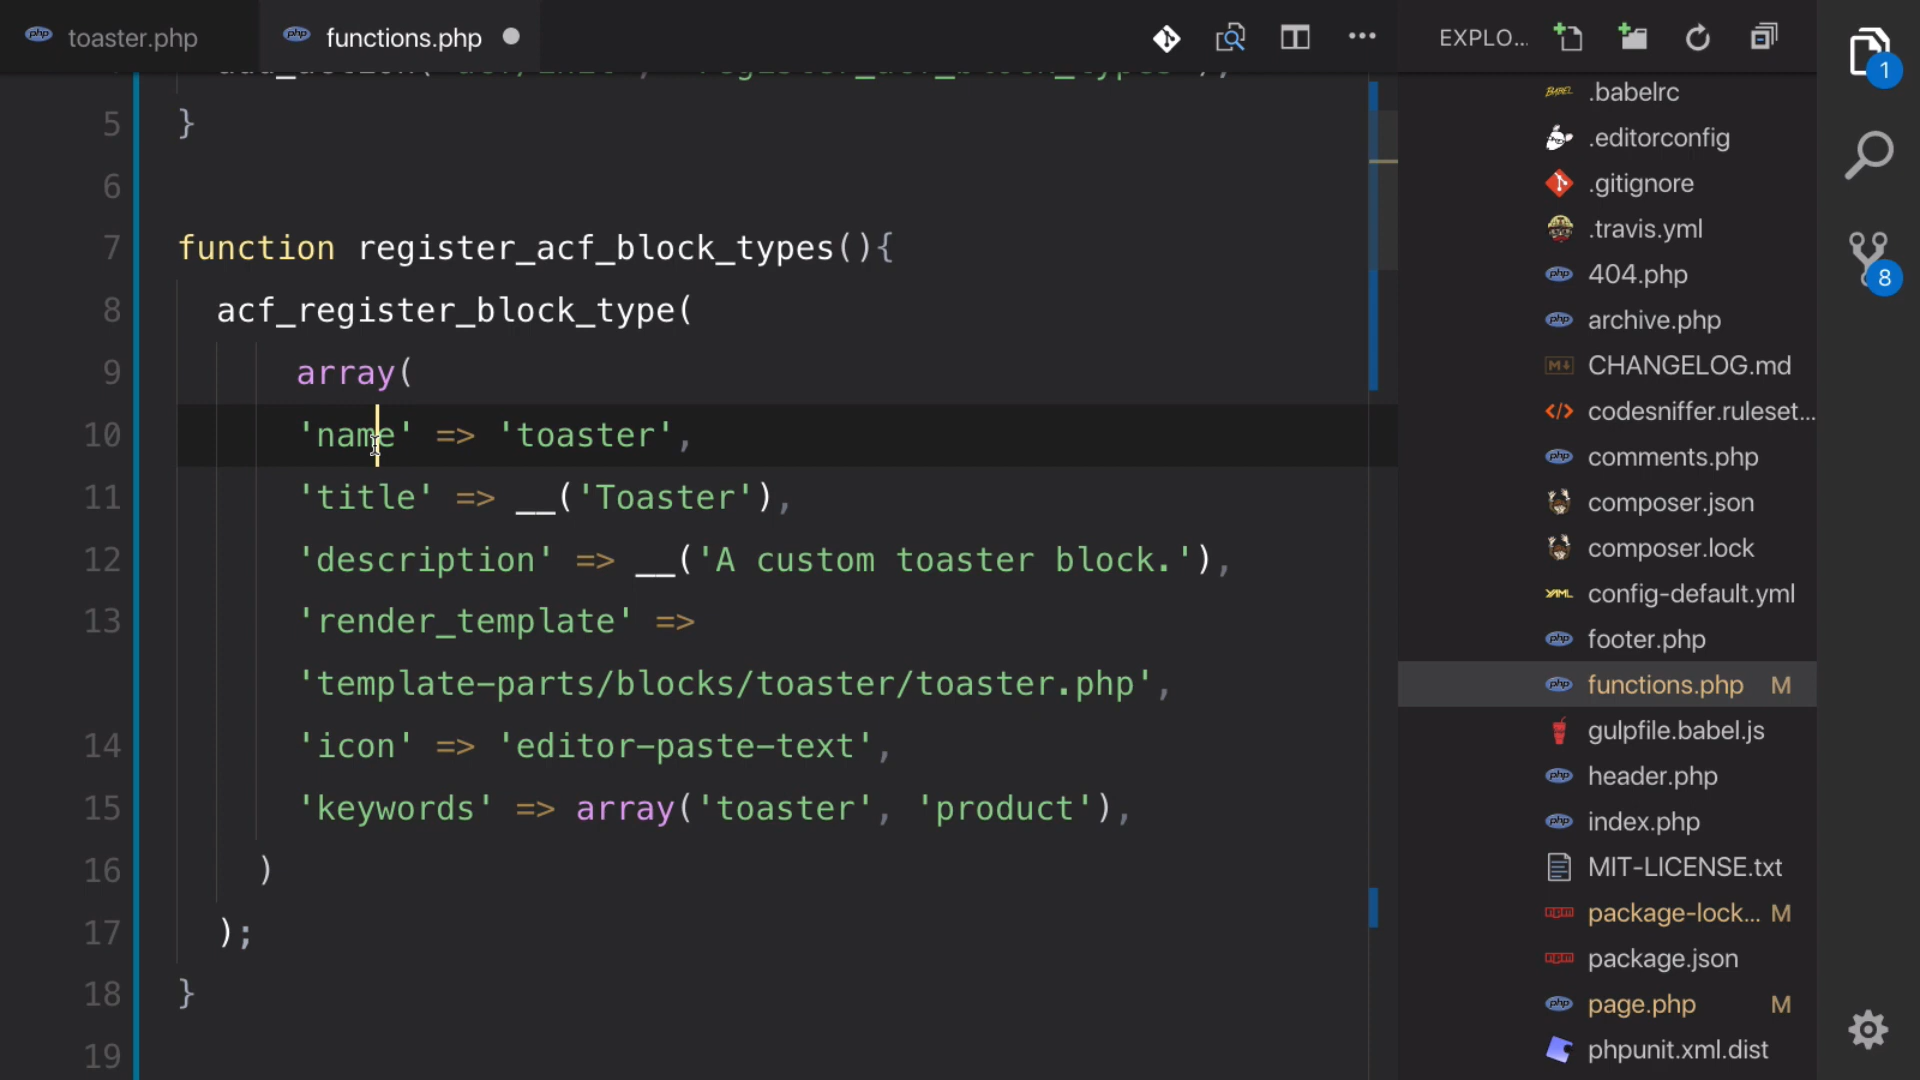 toaster.php
functions.php
EXPLO...
1
8
5 }
6
7 function register_acf_block_types(){
8 acf_register_block_type(
9 array(
10 'name' => 'toaster',
11 'title' => __('Toaster'),
12 'description' => __('A custom toaster block.'),
13 'render_template' =>
'template-parts/blocks/toaster/toaster.php',
14 'icon' => 'editor-paste-text',
15 'keywords' => array('toaster', 'product'),
16 )
17 );
18 }
19
.babelrc
.editorconfig
.gitignore
.travis.yml
404.php
archive.php
CHANGELOG.md
codesniffer.ruleset...
comments.php
composer.json
composer.lock
config-default.yml
footer.php
functions.php M
gulpfile.babel.js
header.php
index.php
MIT-LICENSE.txt
package-lock... M
package.json
page.php M
phpunit.xml.dist